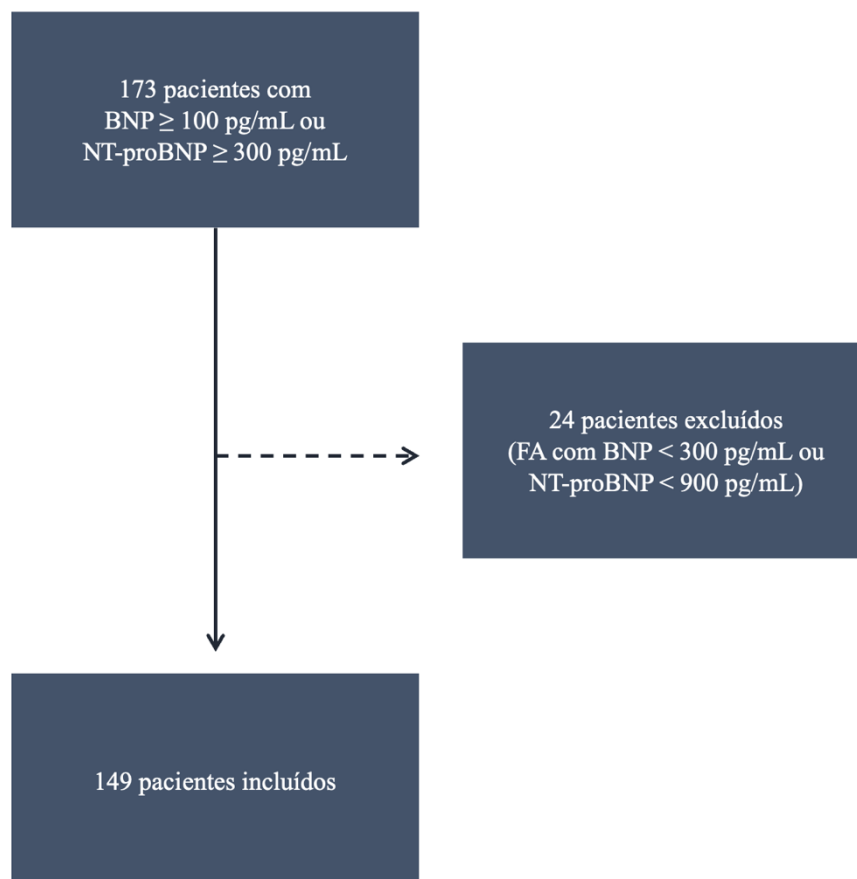 173 pacientes com
BNP ≥ 100 pg/mL ou
NT-proBNP ≥ 300 pg/mL
24 pacientes excluídos
(FA com BNP < 300 pg/mL ou
NT-proBNP < 900 pg/mL)
149 pacientes incluídos